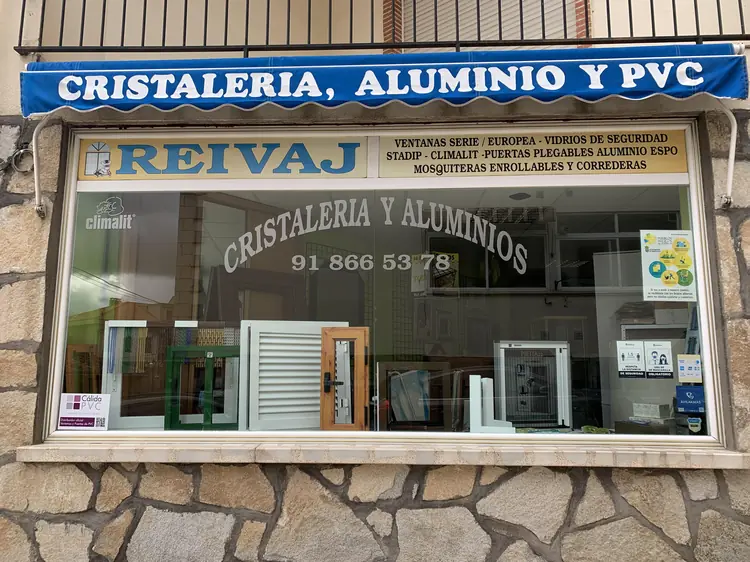 CRISTALERIA, ALUMINIO Y PVC
REIVAJ
VENTANAS SERIE / EUROPEA - VIDRIOS DE SEGURIDAD
STADIP - CLIMALIT -PUERTAS PLEGABLES ALUMINIO ESPO
MOSQUITERAS ENROLLABLES Y CORREDERAS
climalit
CRISTALERIA Y ALUMINIOS
91 866 53 78
Cálido
PVC